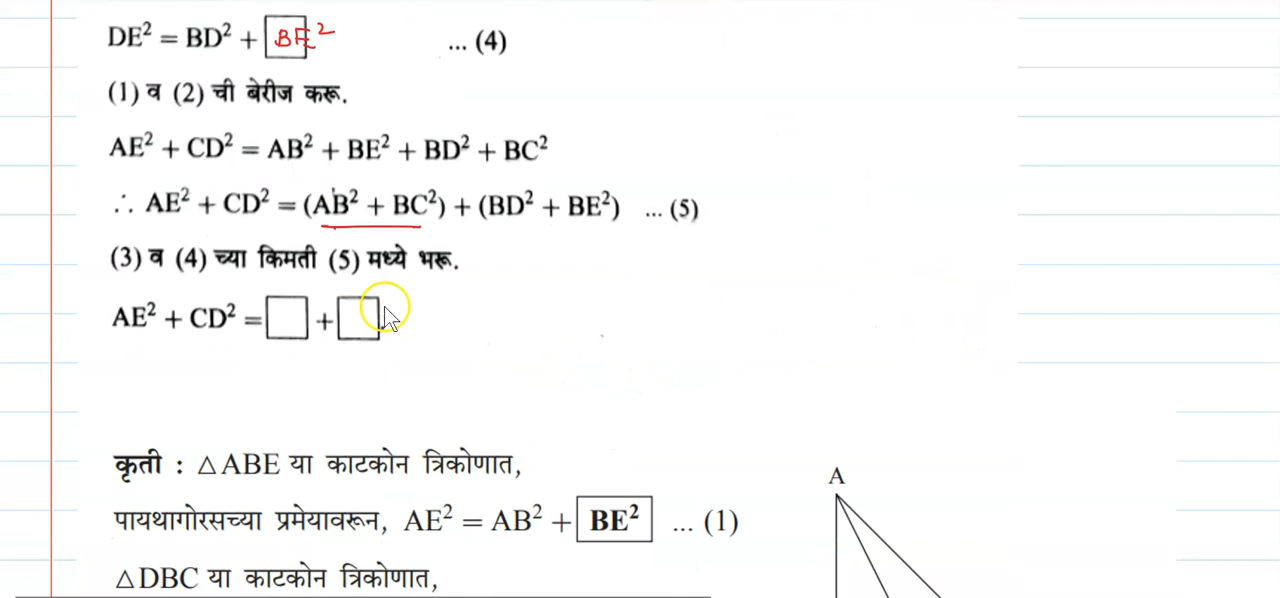 DE² = BD² + BE² ... (4)
(1) व (2) ची बेरीज करू.
AE² + CD² = AB² + BE² + BD² + BC²
∴ AE² + CD² = (AB² + BC²) + (BD² + BE²) ... (5)
(3) व (4) च्या किमती (5) मध्ये भरू.
AE² + CD² = □ + □
कृती : △ABE या काटकोन त्रिकोणात,
A
पायथागोरसच्या प्रमेयावरून, AE² = AB² + BE² ... (1)
△DBC या काटकोन त्रिकोणात,